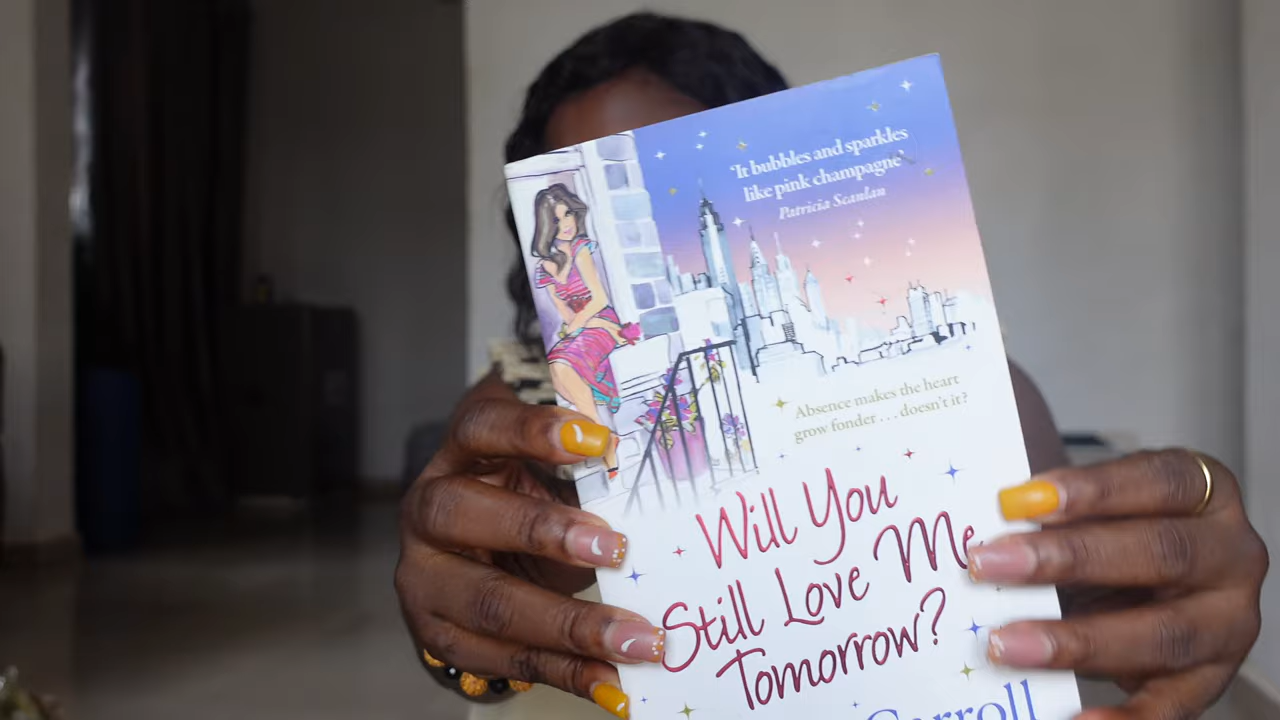 ‘It bubbles and sparkles
like pink champagne’
Patricia Scanlan
Absence makes the heart
grow fonder . . . doesn't it?
Will You
Still Love Me
Tomorrow?
Carroll